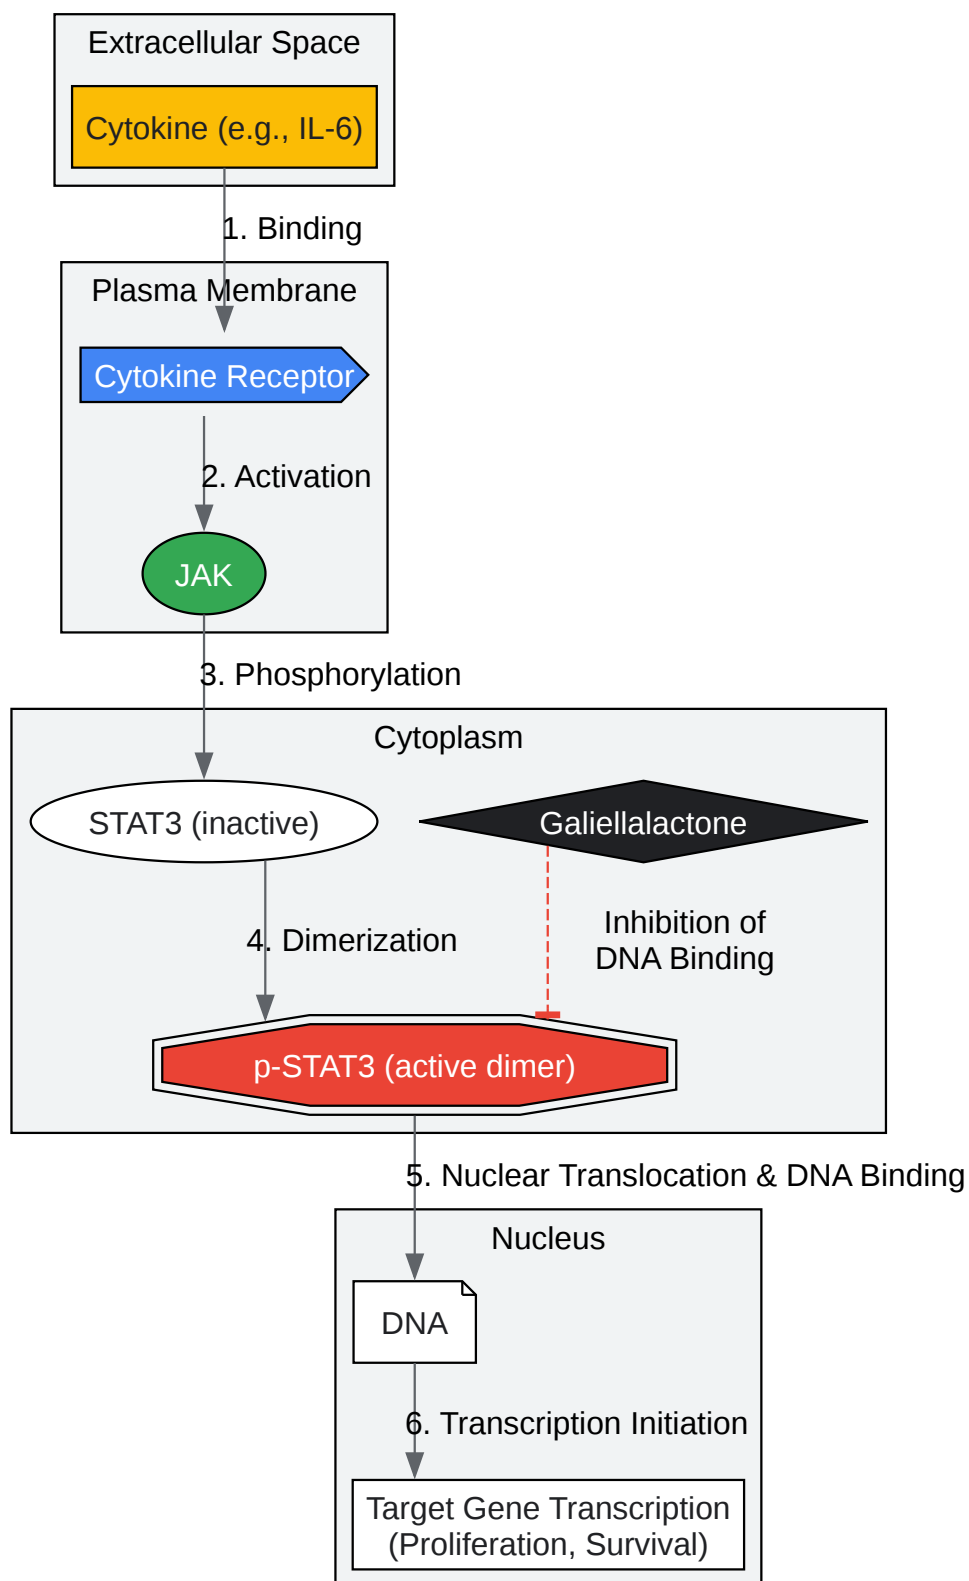 Extracellular Space
Cytokine (e.g., IL-6)
1. Binding
Plasma Membrane
Cytokine Receptor
2. Activation
JAK
3. Phosphorylation
Cytoplasm
STAT3 (inactive)
Galiellalactone
Inhibition of
DNA Binding
4. Dimerization
p-STAT3 (active dimer)
5. Nuclear Translocation & DNA Binding
Nucleus
DNA
6. Transcription Initiation
Target Gene Transcription
(Proliferation, Survival)